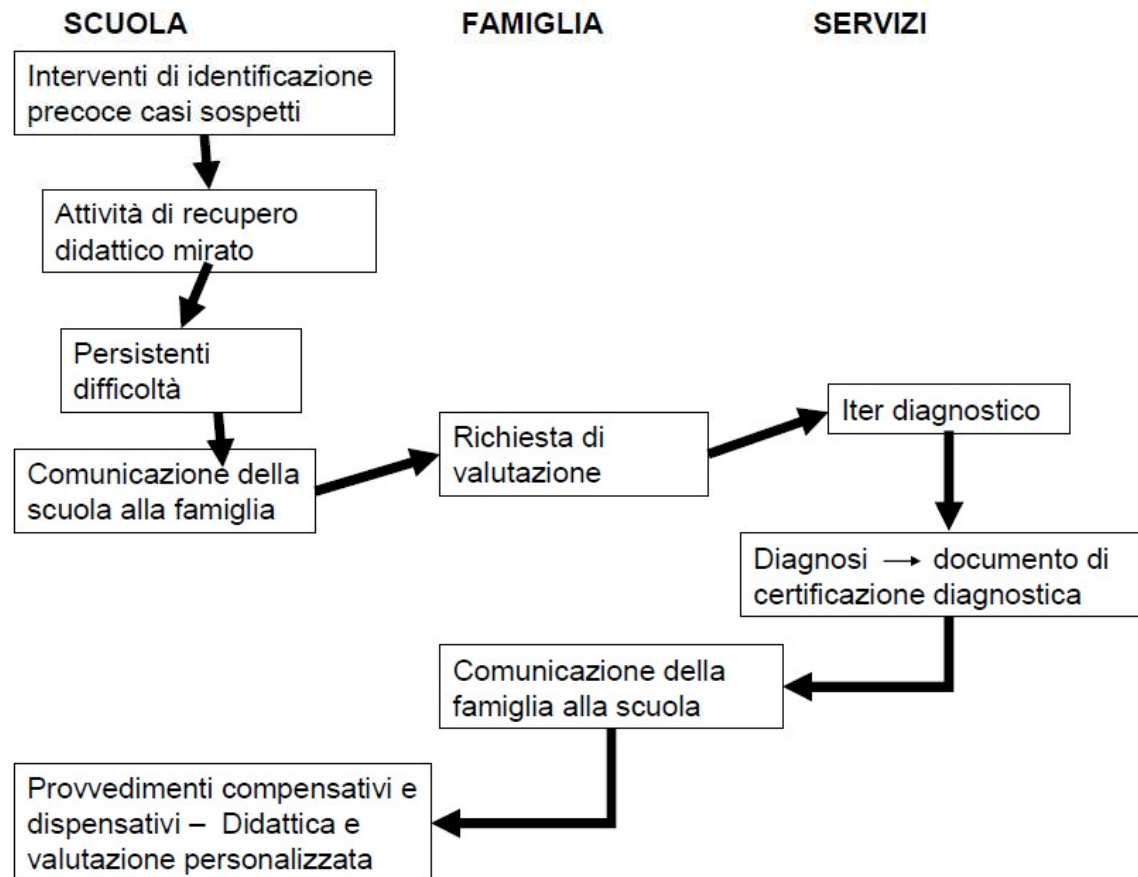 SCUOLA FAMIGLIA SERVIZI
Interventi di identificazione
precoce casi sospetti
Attività di recupero
didattico mirato
Persistenti
difficoltà
Comunicazione della
scuola alla famiglia
Richiesta di
valutazione
Iter diagnostico
Diagnosi → documento di
certificazione diagnostica
Comunicazione della
famiglia alla scuola
Provvedimenti compensativi e
dispensativi – Didattica e
valutazione personalizzata